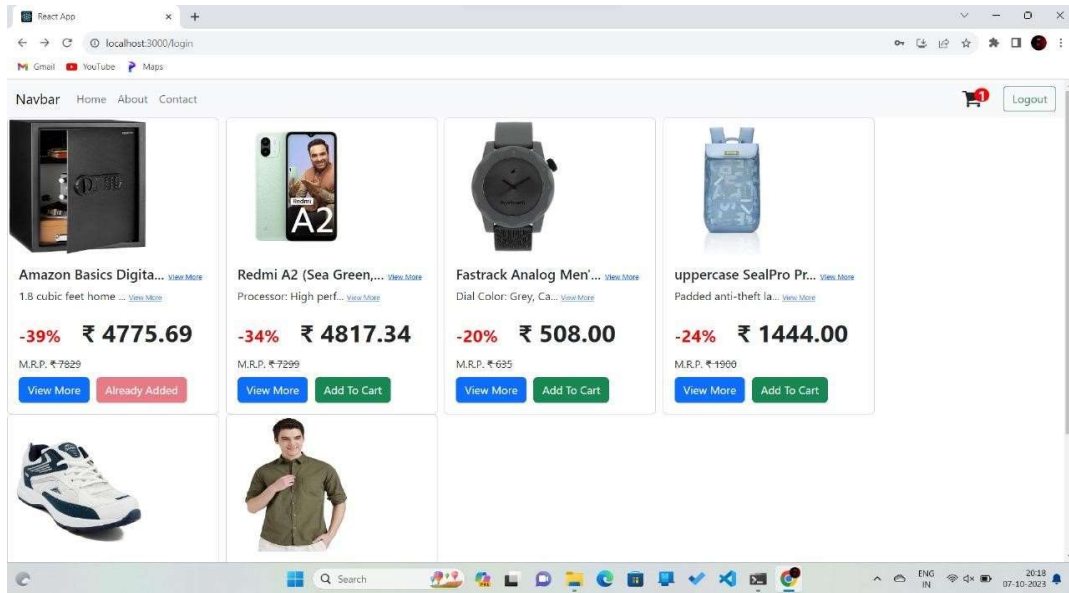 React App
localhost:3000/login
Gmail YouTube Maps
Navbar Home About Contact 1 Logout
Redmi
A2
Amazon Basics Digita... View More
1.8 cubic feet home ... View More
-39% ₹ 4775.69
M.R.P. ₹ 7829
View More Already Added
Redmi A2 (Sea Green,... View More
Processor: High perf... View More
-34% ₹ 4817.34
M.R.P. ₹ 7299
View More Add To Cart
Fastrack Analog Men'... View More
Dial Color: Grey, Ca... View More
-20% ₹ 508.00
M.R.P. ₹ 635
View More Add To Cart
uppercase SealPro Pr... View More
Padded anti-theft la... View More
-24% ₹ 1444.00
M.R.P. ₹ 1900
View More Add To Cart
Search
ENG
IN
20:18
07-10-2023